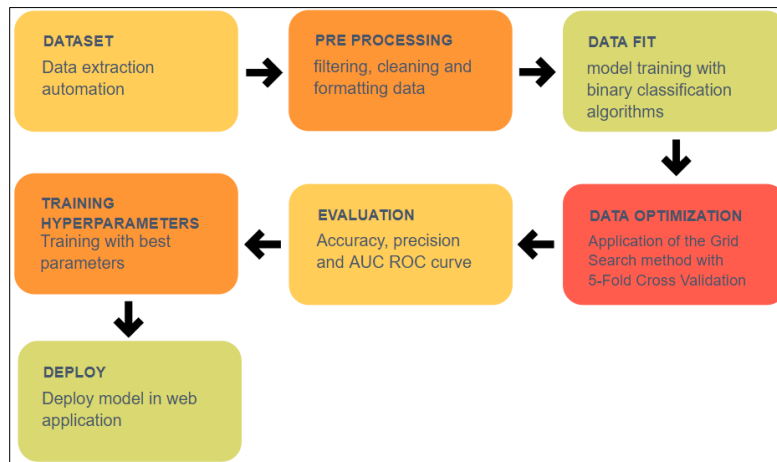 DATASET
Data extraction
automation
PRE PROCESSING
filtering, cleaning and
formatting data
DATA FIT
model training with
binary classification
algorithms
DATA OPTIMIZATION
Application of the Grid
Search method with
5-Fold Cross Validation
EVALUATION
Accuracy, precision
and AUC ROC curve
TRAINING
HYPERPARAMETERS
Training with best
parameters
DEPLOY
Deploy model in web
application